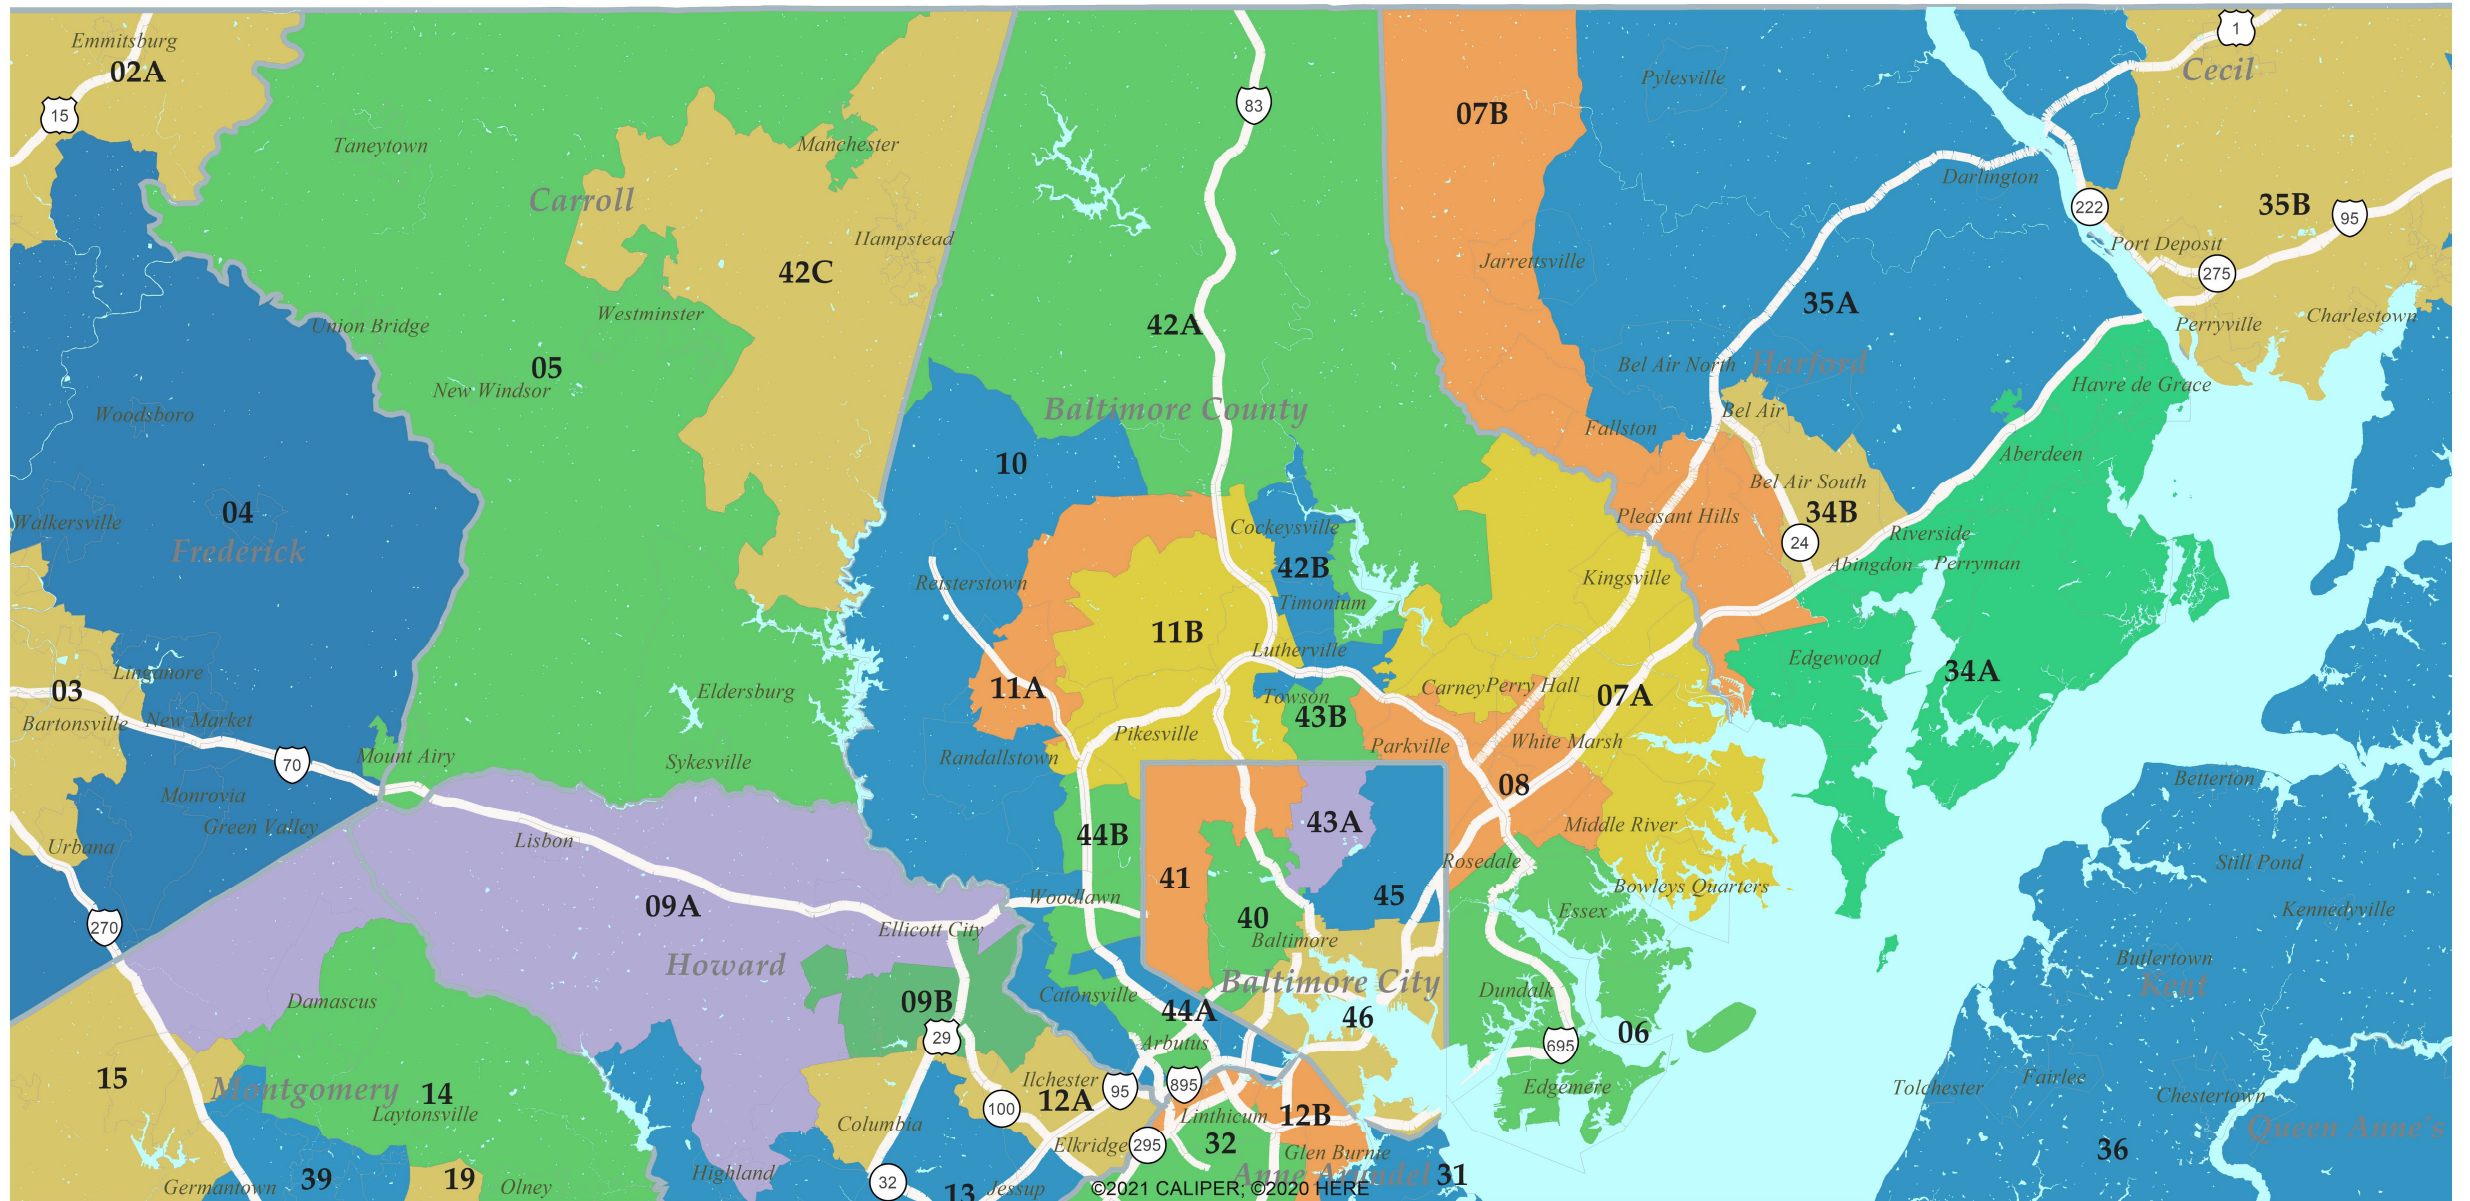 Emmitsburg
02A
15
Taneytown
Manchester
Carroll
Hampstead
42C
Westminster
Union Bridge
05
New Windsor
Woodsboro
04
Walkersville
Frederick
Linganore
03
Bartonsville
New Market
70
Mount Airy
Monrovia
Green Valley
Urbana
270
Eldersburg
Sykesville
Lisbon
09A
Ellicott City
Howard
09B
29
Damascus
15
Montgomery
14
Laytonsville
Germantown
39
19
Olney
Highland
32
13
Jessup
Columbia
100
Ilchester
12A
Elkridge
95
895
295
Linthicum
32
12B
Glen Burnie
Anne Arundel
31
©2021 CALIPER; ©2020 HERE
83
42A
Baltimore County
10
Reisterstown
11A
11B
Cockeysville
42B
Timonium
Lutherville
Towson
43B
Pikesville
Randallstown
44B
Woodlawn
Catonsville
44A
Arbutus
41
43A
40
45
Baltimore
Baltimore City
46
07B
Pylesville
Jarrettsville
35A
Bel Air North
Harford
Bel Air
Fallston
Bel Air South
34B
24
Pleasant Hills
Kingsville
Carney
Perry Hall
07A
Parkville
White Marsh
08
Middle River
Rosedale
Bowleys Quarters
Essex
Dundalk
06
695
Edgemere
1
Cecil
Darlington
222
35B
95
Port Deposit
275
Perryville
Charlestown
Havre de Grace
Aberdeen
Riverside
Abingdon
Perryman
Edgewood
34A
Betterton
Still Pond
Kennedyville
Butlertown
Kent
Tolchester
Fairlee
Chestertown
Queen Anne's
36